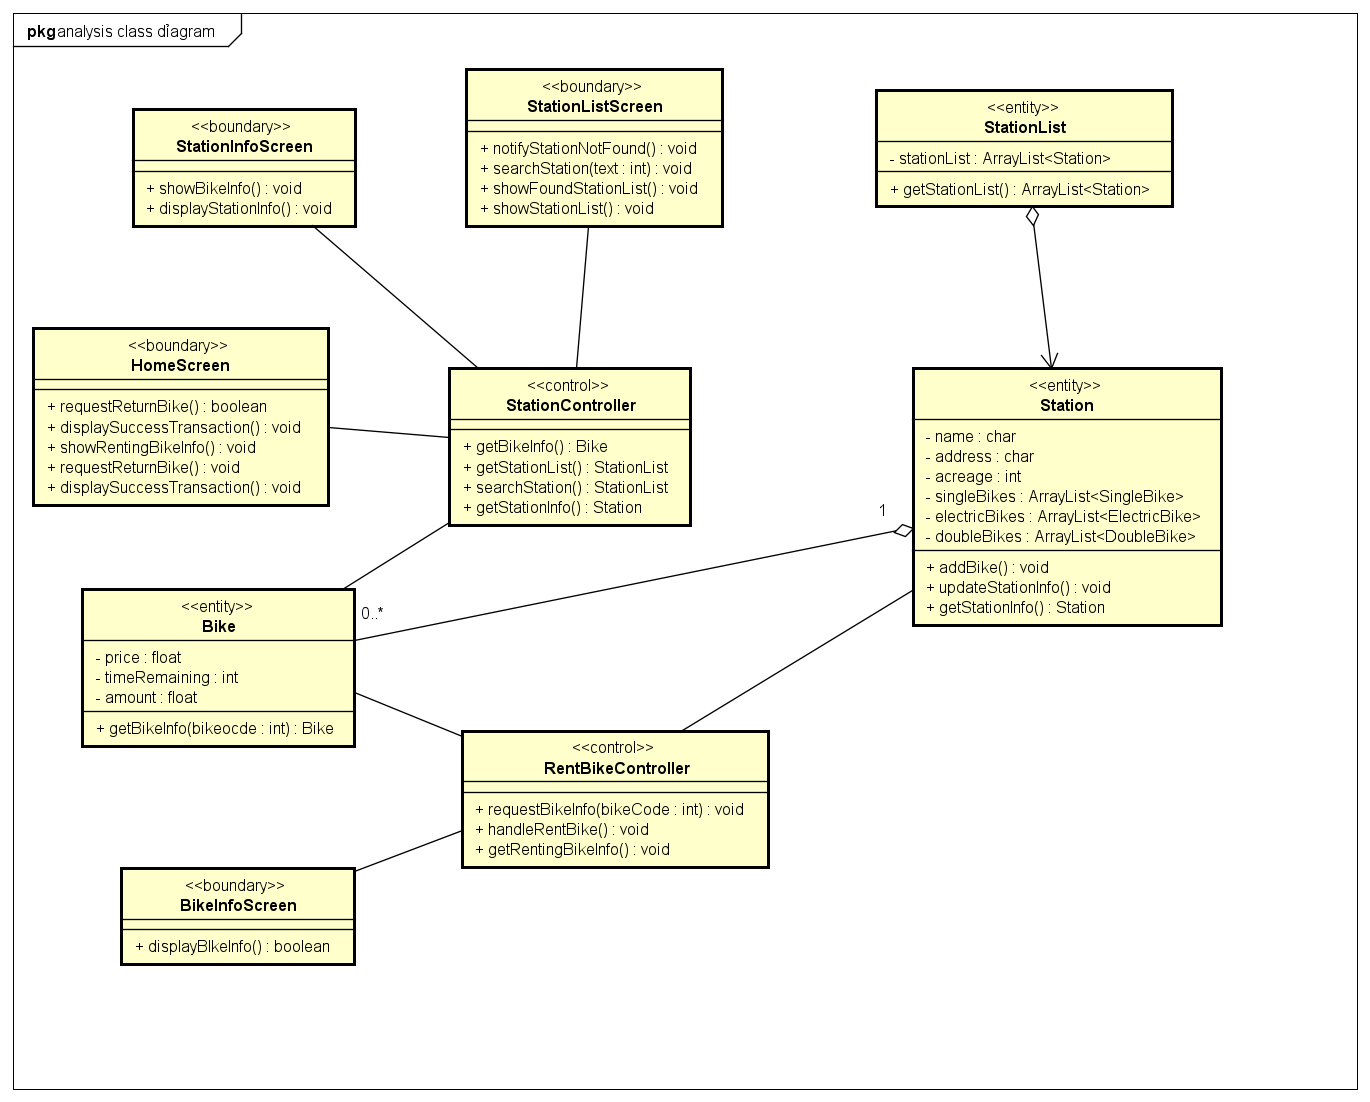 pkg analysis class dỉagram
<<boundary>>
StationInfoScreen
+ showBikeInfo() : void
+ displayStationInfo() : void
<<boundary>>
StationListScreen
+ notifyStationNotFound() : void
+ searchStation(text : int) : void
+ showFoundStationList() : void
+ showStationList() : void
<<entity>>
StationList
- stationList : ArrayList<Station>
+ getStationList() : ArrayList<Station>
<<boundary>>
HomeScreen
+ requestReturnBike() : boolean
+ displaySuccessTransaction() : void
+ showRentingBikeInfo() : void
+ requestReturnBike() : void
+ displaySuccessTransaction() : void
<<control>>
StationController
+ getBikeInfo() : Bike
+ getStationList() : StationList
+ searchStation() : StationList
+ getStationInfo() : Station
<<entity>>
Station
- name : char
- address : char
- acreage : int
- singleBikes : ArrayList<SingleBike>
- electricBikes : ArrayList<ElectricBike>
- doubleBikes : ArrayList<DoubleBike>
+ addBike() : void
+ updateStationInfo() : void
+ getStationInfo() : Station
1
0..*
<<entity>>
Bike
- price : float
- timeRemaining : int
- amount : float
+ getBikeInfo(bikeocde : int) : Bike
<<control>>
RentBikeController
+ requestBikeInfo(bikeCode : int) : void
+ handleRentBike() : void
+ getRentingBikeInfo() : void
<<boundary>>
BikeInfoScreen
+ displayBIkeInfo() : boolean